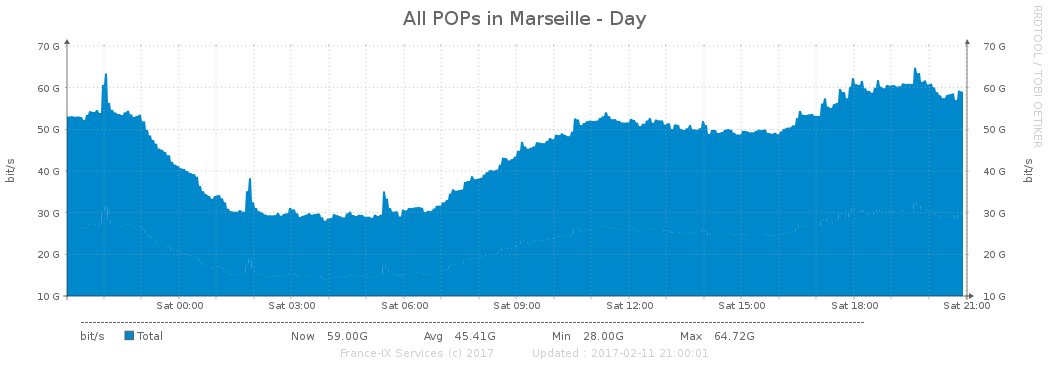 All POPs in Marseille - Day
RRDTOOL / TOBI OETIKER
70 G 70 G
60 G 60 G
50 G 50 G
40 G 40 G
30 G 30 G
20 G 20 G
10 G 10 G
bit/s bit/s
Sat 00:00 Sat 03:00 Sat 06:00 Sat 09:00 Sat 12:00 Sat 15:00 Sat 18:00 Sat 21:00
bit/s Total Now 59.00G Avg 45.41G Min 28.00G Max 64.72G
France-IX Services (c) 2017 Updated : 2017-02-11 21:00:01